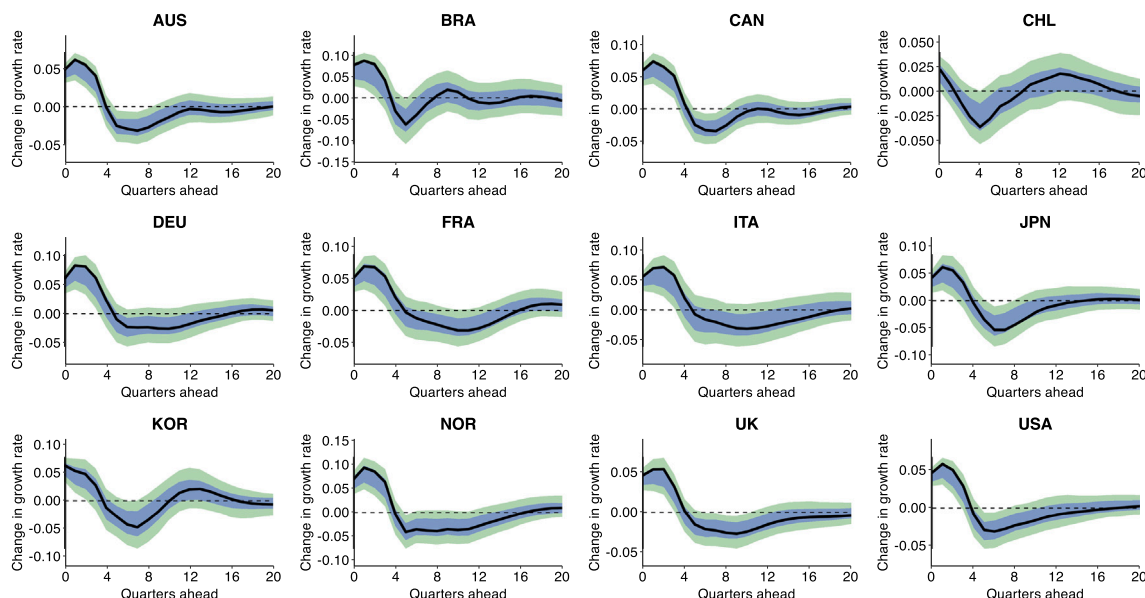 AUS
Change in growth rate
0.05
0.00
-0.05
0 4 8 12 16 20
Quarters ahead
BRA
Change in growth rate
0.10
0.05
0.00
-0.05
-0.10
-0.15
0 4 8 12 16 20
Quarters ahead
CAN
Change in growth rate
0.10
0.05
0.00
-0.05
0 4 8 12 16 20
Quarters ahead
CHL
Change in growth rate
0.050
0.025
0.000
-0.025
-0.050
0 4 8 12 16 20
Quarters ahead
DEU
Change in growth rate
0.10
0.05
0.00
-0.05
0 4 8 12 16 20
Quarters ahead
FRA
Change in growth rate
0.10
0.05
0.00
-0.05
0 4 8 12 16 20
Quarters ahead
ITA
Change in growth rate
0.10
0.05
0.00
-0.05
0 4 8 12 16 20
Quarters ahead
JPN
Change in growth rate
0.10
0.05
0.00
-0.05
-0.10
0 4 8 12 16 20
Quarters ahead
KOR
Change in growth rate
0.10
0.05
0.00
-0.05
-0.10
0 4 8 12 16 20
Quarters ahead
NOR
Change in growth rate
0.15
0.10
0.05
0.00
-0.05
-0.10
0 4 8 12 16 20
Quarters ahead
UK
Change in growth rate
0.05
0.00
-0.05
0 4 8 12 16 20
Quarters ahead
USA
Change in growth rate
0.05
0.00
-0.05
0 4 8 12 16 20
Quarters ahead